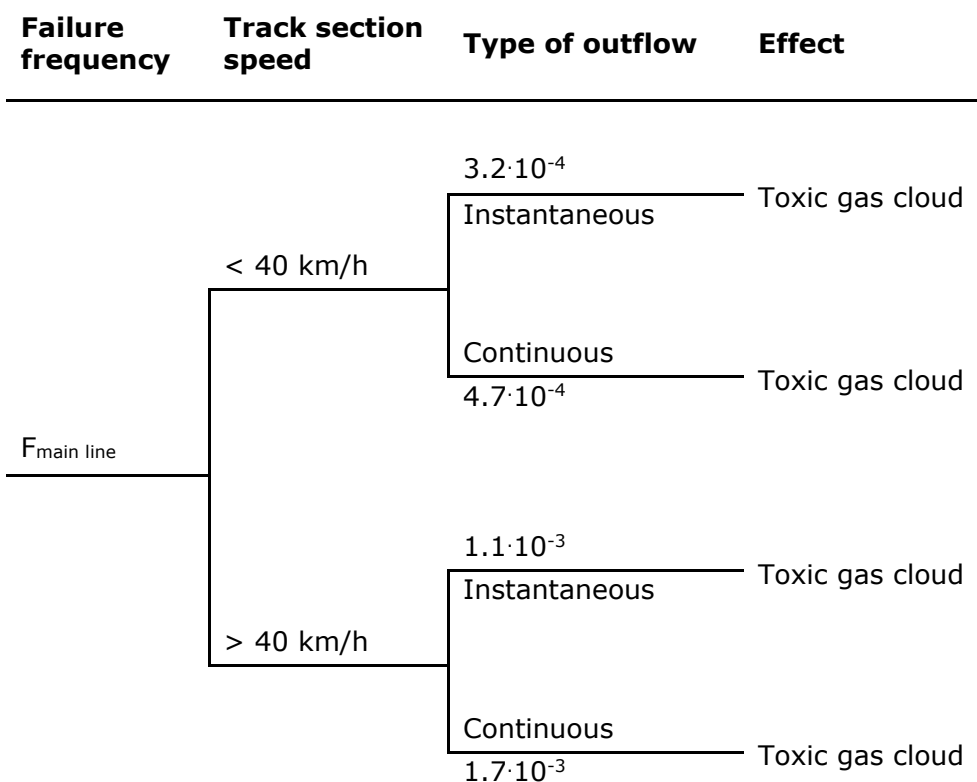 Failure frequency
Track section speed
Type of outflow
Effect
3.2·10⁻⁴
Instantaneous
Toxic gas cloud
< 40 km/h
Continuous
4.7·10⁻⁴
Toxic gas cloud
Fmain line
1.1·10⁻³
Instantaneous
Toxic gas cloud
> 40 km/h
Continuous
1.7·10⁻³
Toxic gas cloud